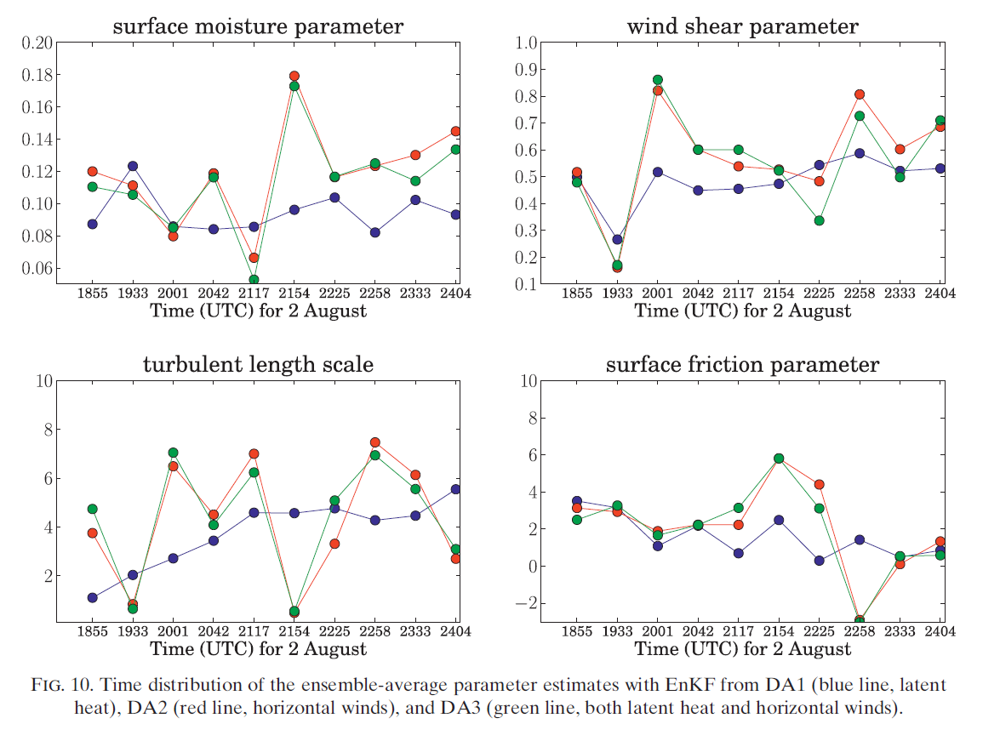 surface moisture parameter
0.20
0.18
0.16
0.14
0.12
0.10
0.08
0.06
1855 1933 2001 2042 2117 2154 2225 2258 2333 2404
Time (UTC) for 2 August
wind shear parameter
1.0
0.9
0.8
0.7
0.6
0.5
0.4
0.3
0.2
0.1
1855 1933 2001 2042 2117 2154 2225 2258 2333 2404
Time (UTC) for 2 August
turbulent length scale
10
8
6
4
2
1855 1933 2001 2042 2117 2154 2225 2258 2333 2404
Time (UTC) for 2 August
surface friction parameter
10
8
6
4
2
0
−2
1855 1933 2001 2042 2117 2154 2225 2258 2333 2404
Time (UTC) for 2 August
FIG. 10. Time distribution of the ensemble-average parameter estimates with EnKF from DA1 (blue line, latent
heat), DA2 (red line, horizontal winds), and DA3 (green line, both latent heat and horizontal winds).